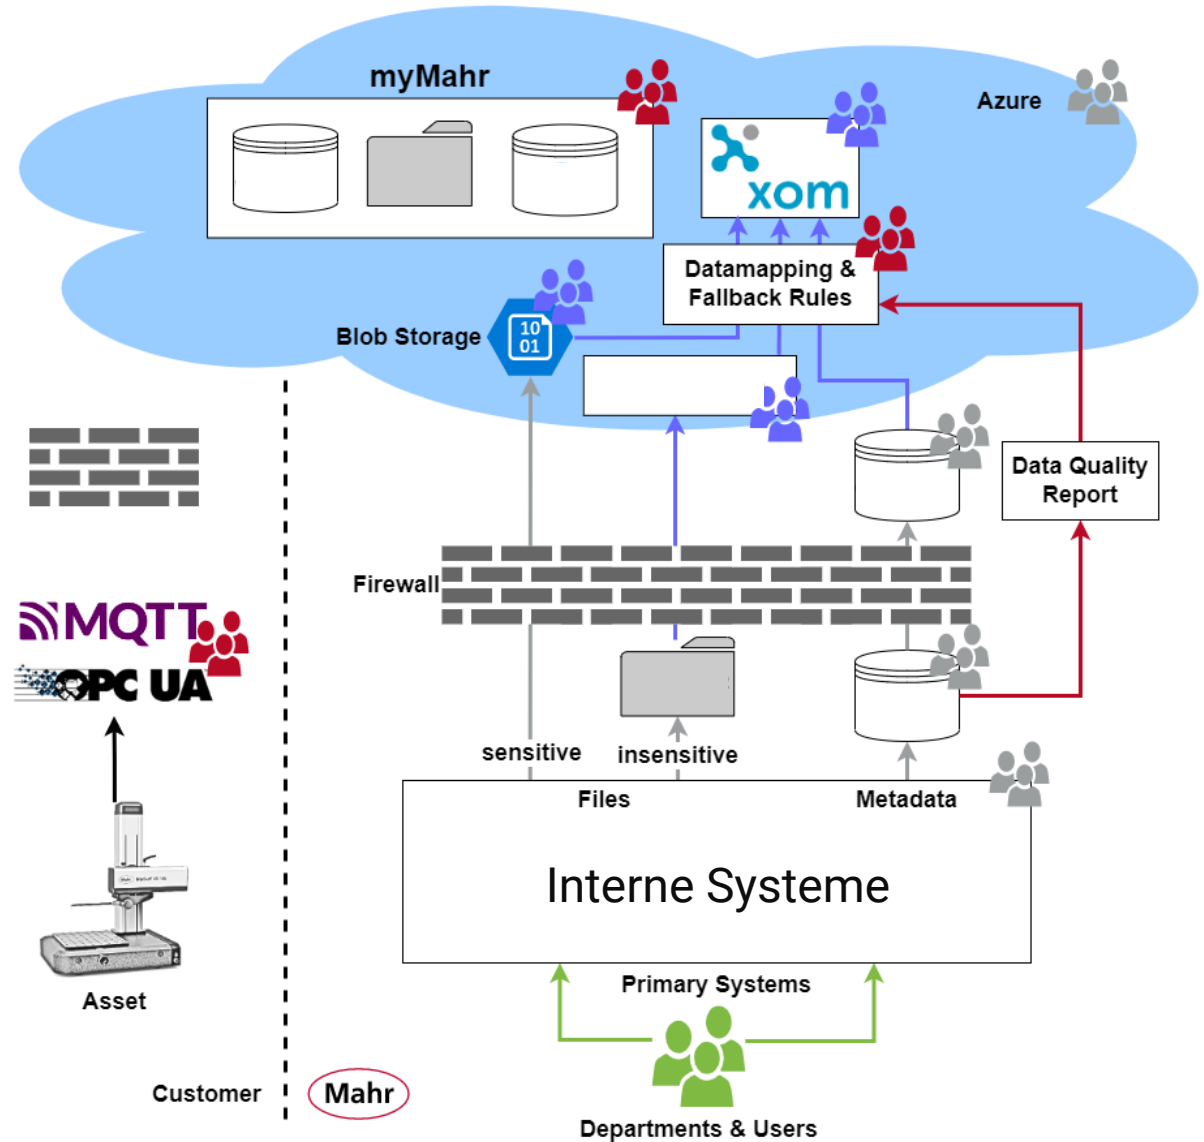 myMahr
Azure
xom
Datamapping &
Fallback Rules
Blob Storage
10
01
Data Quality
Report
Firewall
MQTT
OPC UA
sensitive
insensitive
Files
Metadata
Interne Systeme
Asset
Primary Systems
Customer
Mahr
Departments & Users